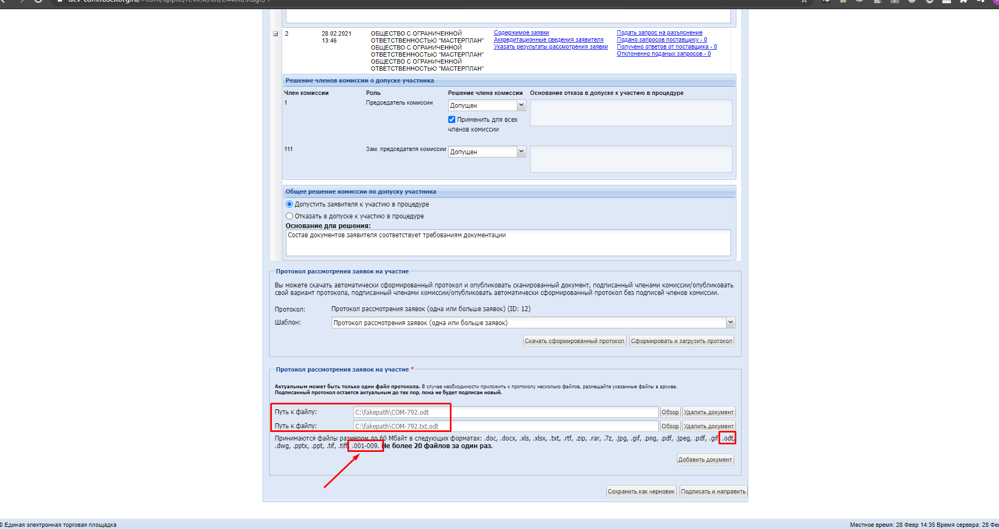 dev-com.roseltorg.ru/#com/applic/review/lot/24400/stage/1
2
28.02.2021 13:46
ОБЩЕСТВО С ОГРАНИЧЕННОЙ
ОТВЕТСТВЕННОСТЬЮ "МАСТЕРПЛАН"
ОБЩЕСТВО С ОГРАНИЧЕННОЙ
ОТВЕТСТВЕННОСТЬЮ "МАСТЕРПЛАН"
ОБЩЕСТВО С ОГРАНИЧЕННОЙ
ОТВЕТСТВЕННОСТЬЮ "МАСТЕРПЛАН"
Содержимое заявки
Аккредитационные сведения заявителя
Указать результаты рассмотрения заявки
Подать запрос на разъяснение
Подано запросов поставщику - 0
Получено ответов от поставщика - 0
Отклоненно поданых запросов - 0
Решение членов комиссии о допуске участника
Член комиссии Роль Решение члена комиссии Основание отказа в допуске к участию в процедуре
1 Председатель комиссии Допущен
Применить для всех
членов комиссии
111 Зам. председателя комиссии Допущен
Общее решение комиссии по допуску участника
Допустить заявителя к участию в процедуре
Отказать в допуске к участию в процедуре
Основание для решения:
Состав документов заявителя соответствует требованиям документации
Протокол рассмотрения заявок на участие
Вы можете скачать автоматически сформированный протокол и опубликовать сканированный документ, подписанный членами комиссии/опубликовать
свой вариант протокола, подписанный членами комиссии/опубликовать автоматически сформированный протокол без подписей членов комиссии.
Протокол: Протокол рассмотрения заявок (одна или больше заявок) (ID: 12)
Шаблон: Протокол рассмотрения заявок (одна или больше заявок)
Скачать сформированный протокол Сформировать и загрузить протокол
Протокол рассмотрения заявок на участие *
Актуальным может быть только один файл протокола. В случае необходимости приложить к протоколу несколько файлов, размещайте указанные файлы в архиве.
Подписанный протокол остается актуальным до тех пор, пока не будет подписан новый.
Путь к файлу: C:\fakepath\COM-792.odt Обзор Удалить документ
Путь к файлу: C:\fakepath\COM-792.txt.odt Обзор Удалить документ
Принимаются файлы размером до 60 Мбайт в следующих форматах: .doc, .docx, .xls, .xlsx, .txt, .rtf, .zip, .rar, .7z, .jpg, .gif, .png, .pdf, .jpeg, .pdf, .gif, .odt,
.dwg, .pptx, .ppt, .tif, .tiff, .001-009. Не более 20 файлов за один раз.
Добавить документ
Сохранить как черновик Подписать и направить
© Единая электронная торговая площадка
Местное время: 28 Февр 14:35 Время сервера: 28 Фев